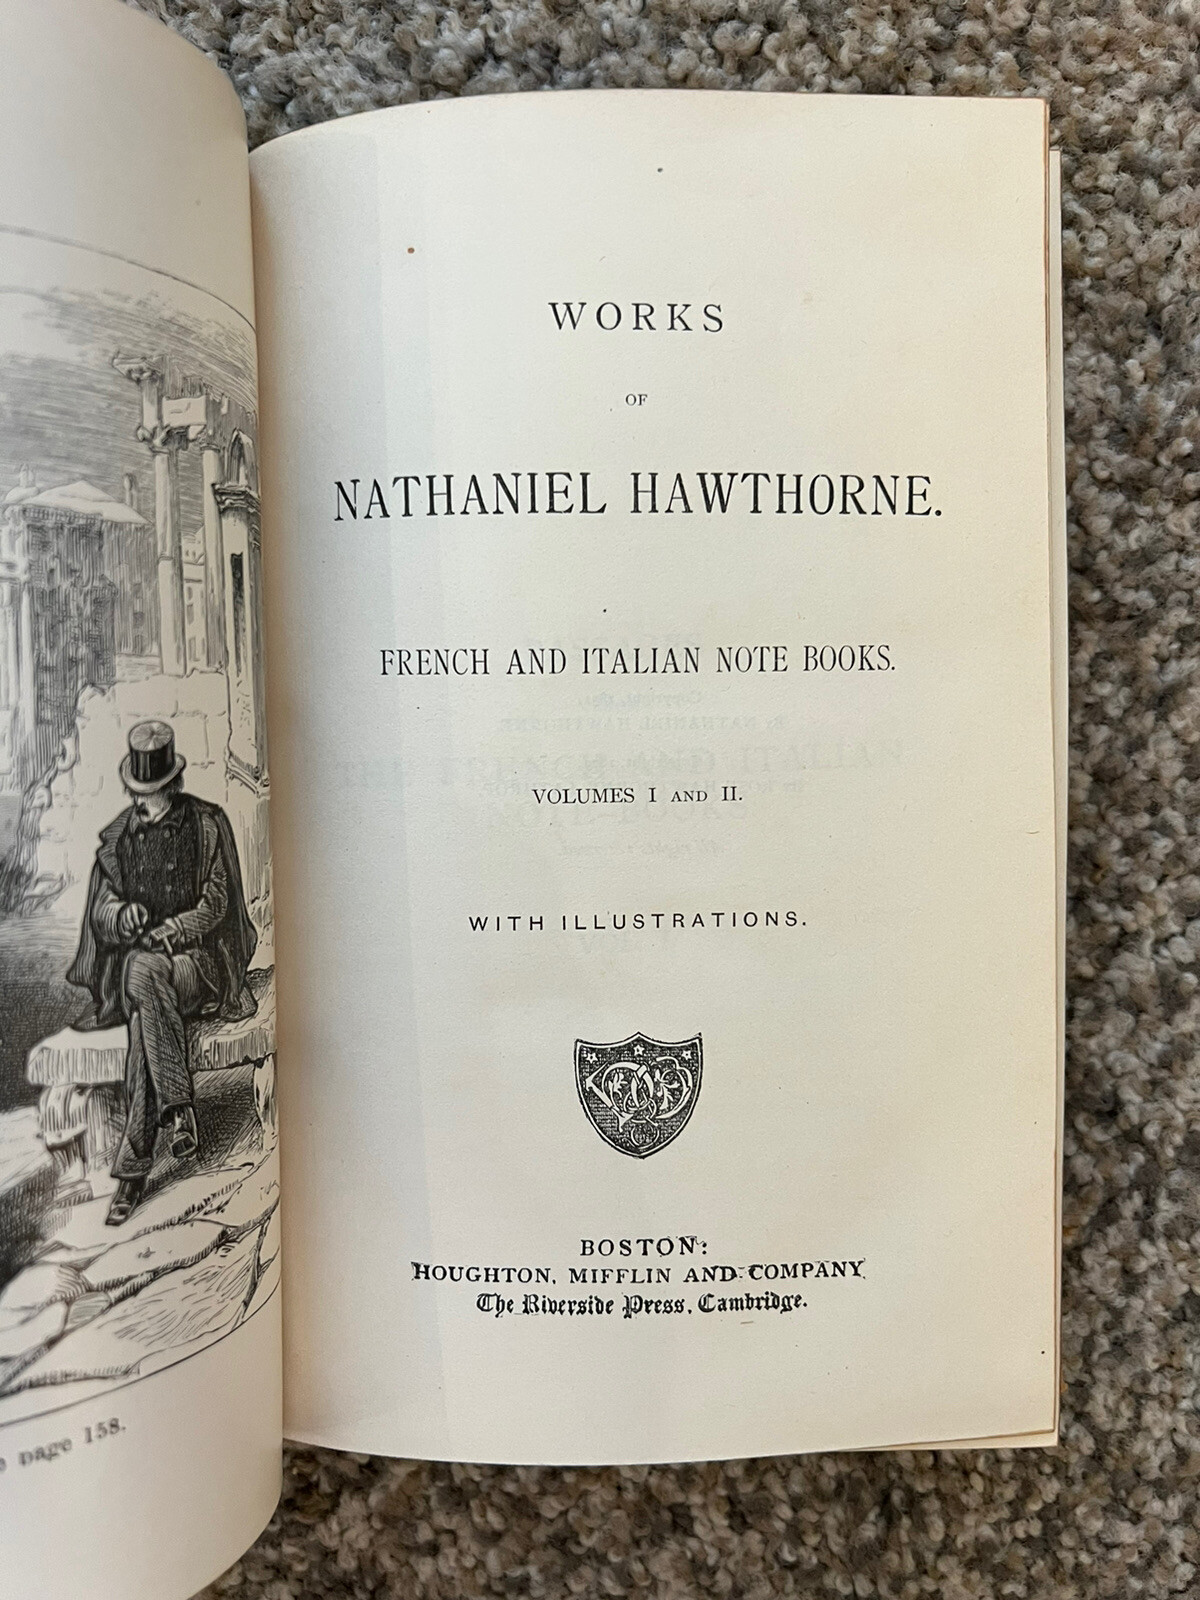 page 158.
WORKS
OF
NATHANIEL HAWTHORNE.
FRENCH AND ITALIAN NOTE BOOKS.
VOLUMES I AND II.
WITH ILLUSTRATIONS.
BOSTON:
HOUGHTON, MIFFLIN AND COMPANY.
The Riverside Press, Cambridge.